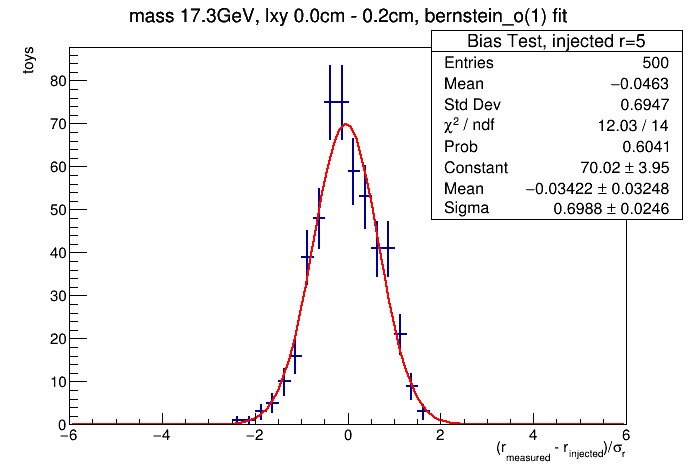 mass 17.3GeV, lxy 0.0cm - 0.2cm, bernstein_o(1) fit
Bias Test, injected r=5
Entries 500
Mean −0.0463
Std Dev 0.6947
χ² / ndf 12.03 / 14
Prob 0.6041
Constant 70.02 ± 3.95
Mean −0.03422 ± 0.03248
Sigma 0.6988 ± 0.0246
toys
80
70
60
50
40
30
20
10
0
−6 −4 −2 0 2 4 6
(r_measured - r_injected)/σ_r